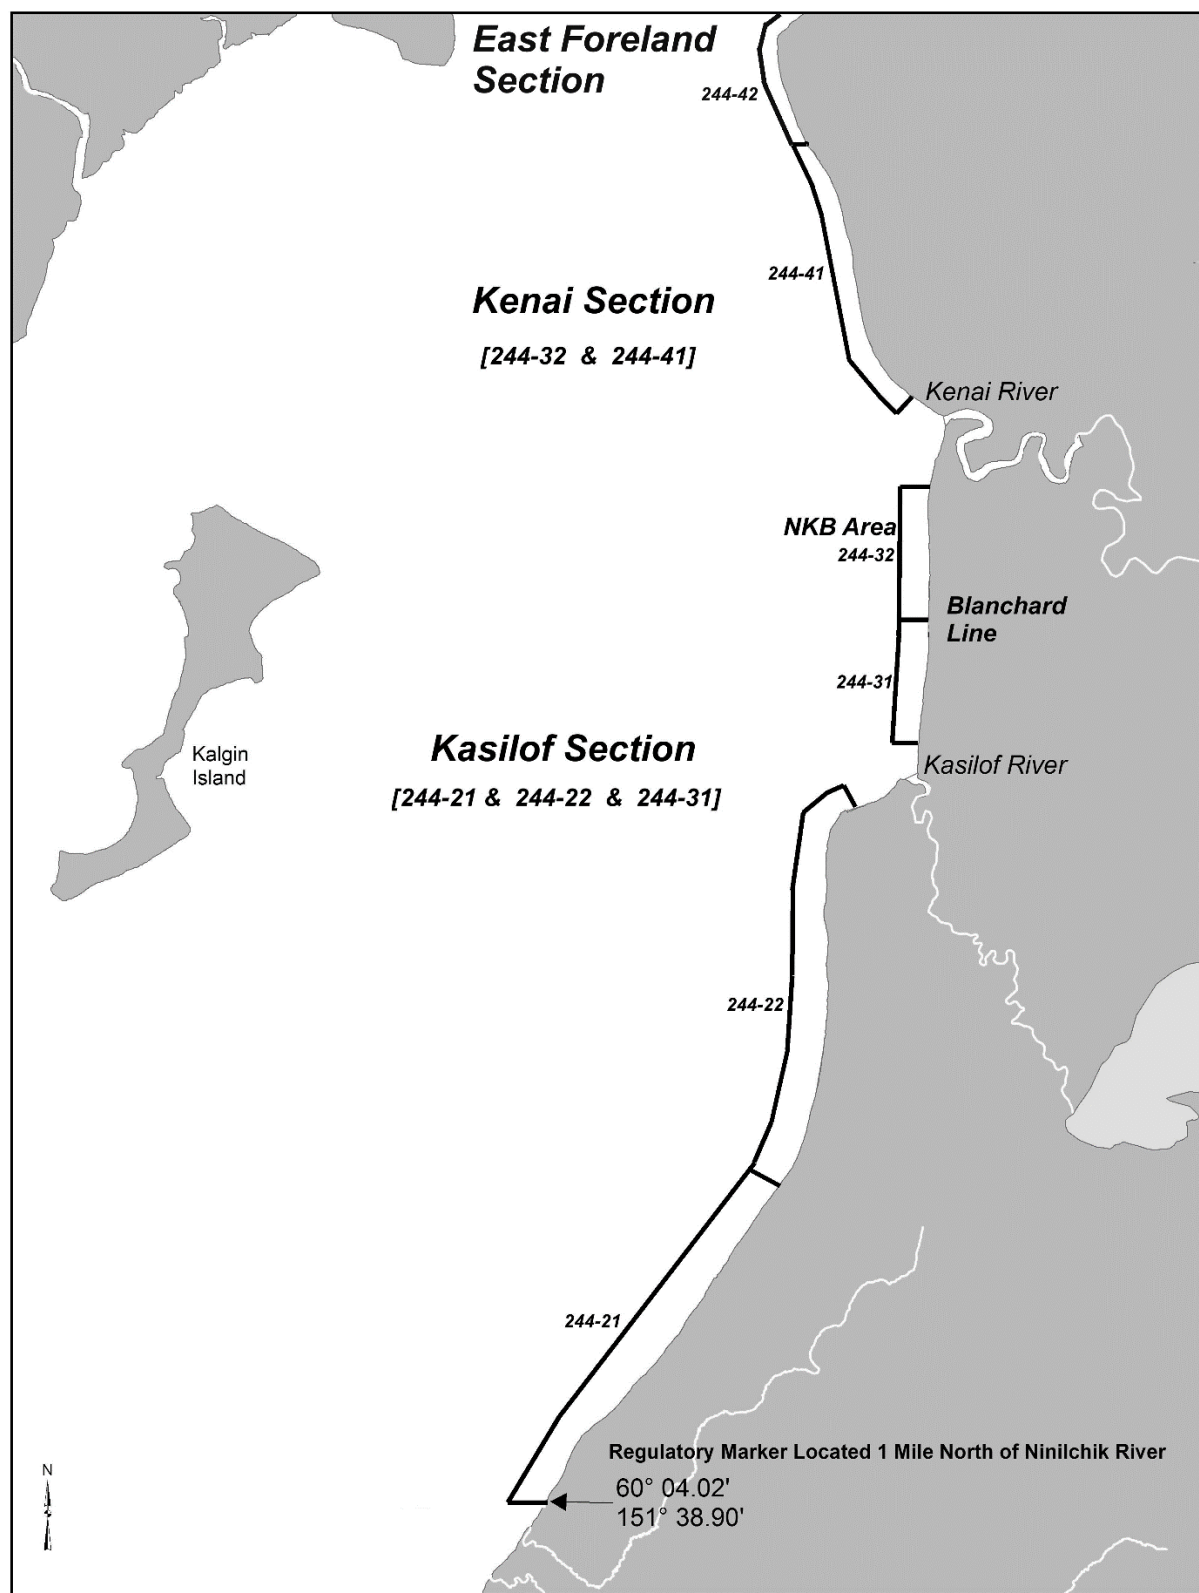 East Foreland
Section
244-42
244-41
Kenai Section
[244-32 & 244-41]
Kenai River
NKB Area
244-32
Blanchard
Line
244-31
Kasilof Section
[244-21 & 244-22 & 244-31]
Kalgin
Island
Kasilof River
244-22
244-21
Regulatory Marker Located 1 Mile North of Ninilchik River
60° 04.02'
151° 38.90'
N